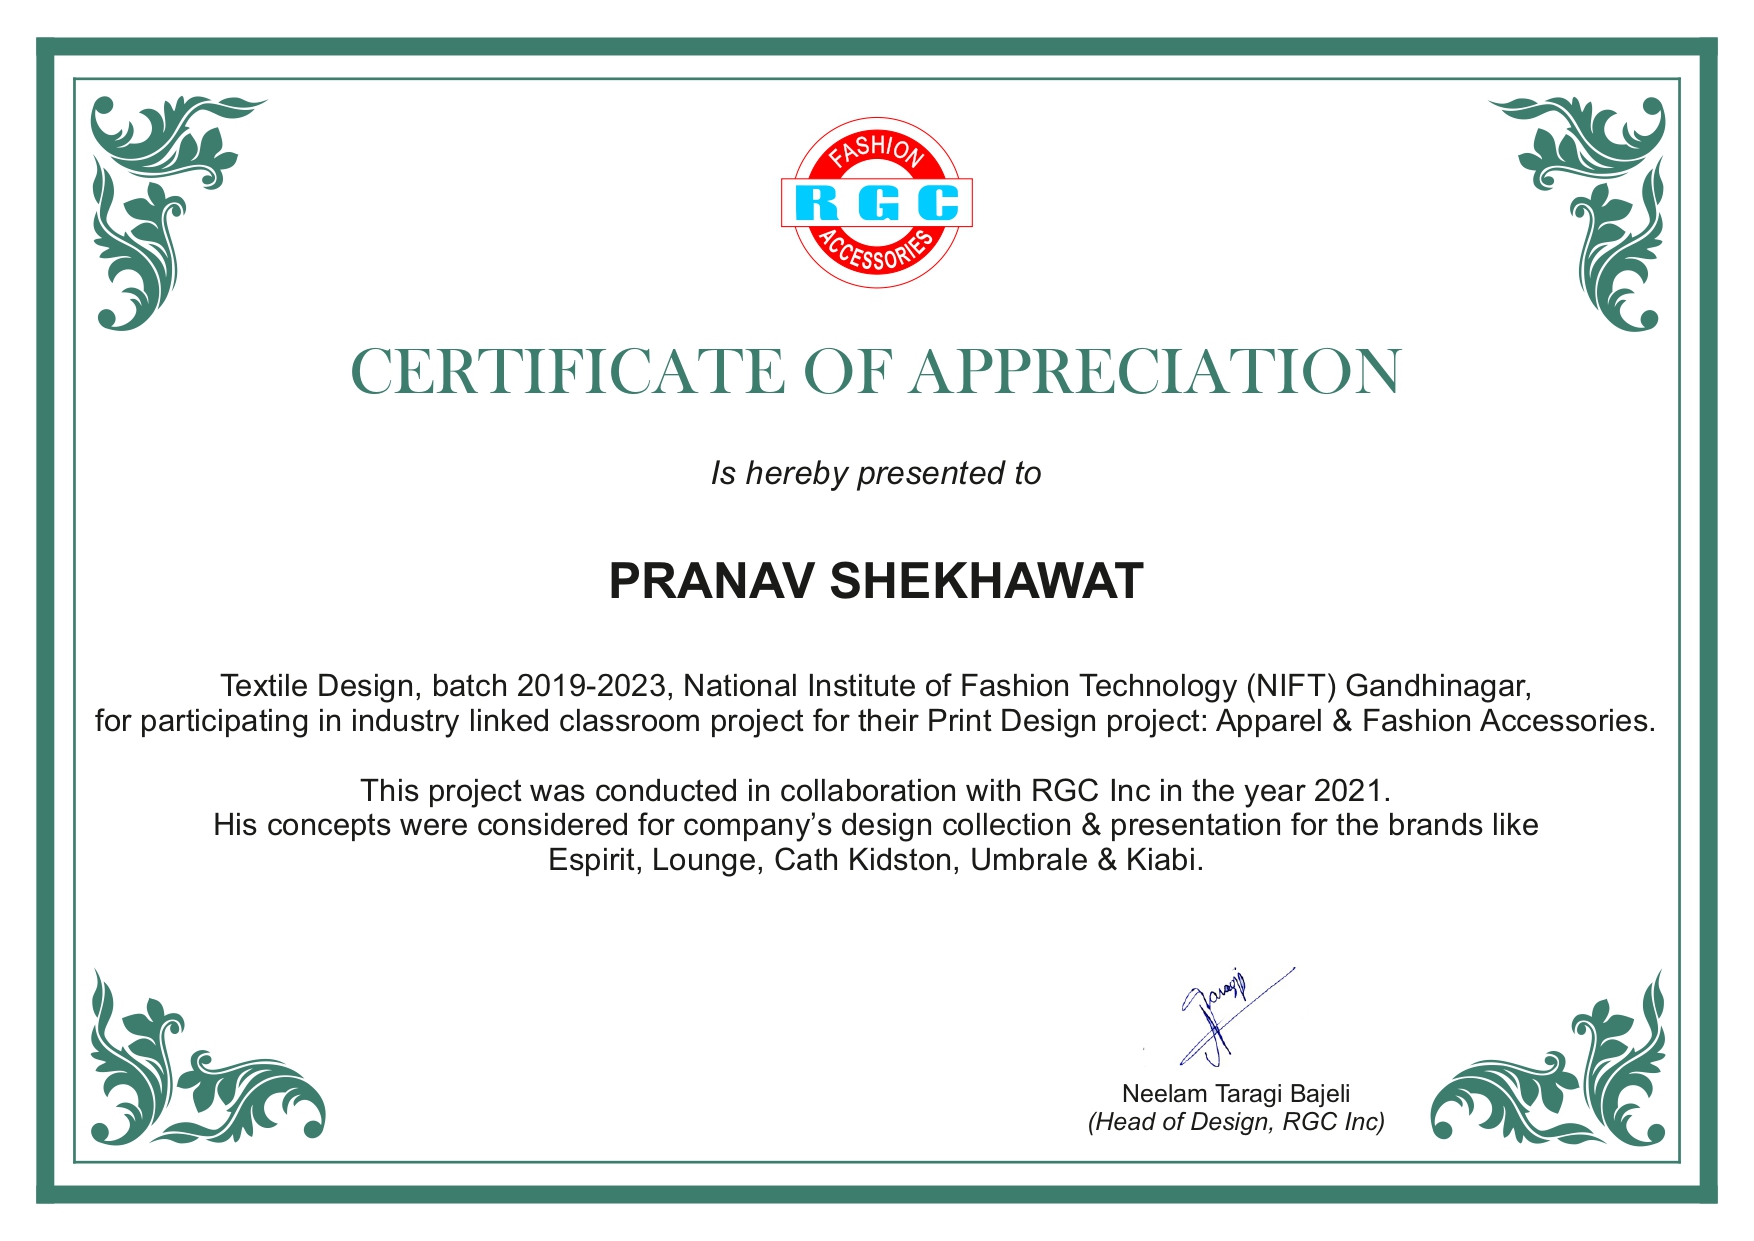 FASHION
RGC
ACCESSORIES
CERTIFICATE OF APPRECIATION
Is hereby presented to
PRANAV SHEKHAWAT
Textile Design, batch 2019-2023, National Institute of Fashion Technology (NIFT) Gandhinagar,
for participating in industry linked classroom project for their Print Design project: Apparel & Fashion Accessories.
This project was conducted in collaboration with RGC Inc in the year 2021.
His concepts were considered for company’s design collection & presentation for the brands like
Espirit, Lounge, Cath Kidston, Umbrale & Kiabi.
Neelam Taragi Bajeli
(Head of Design, RGC Inc)